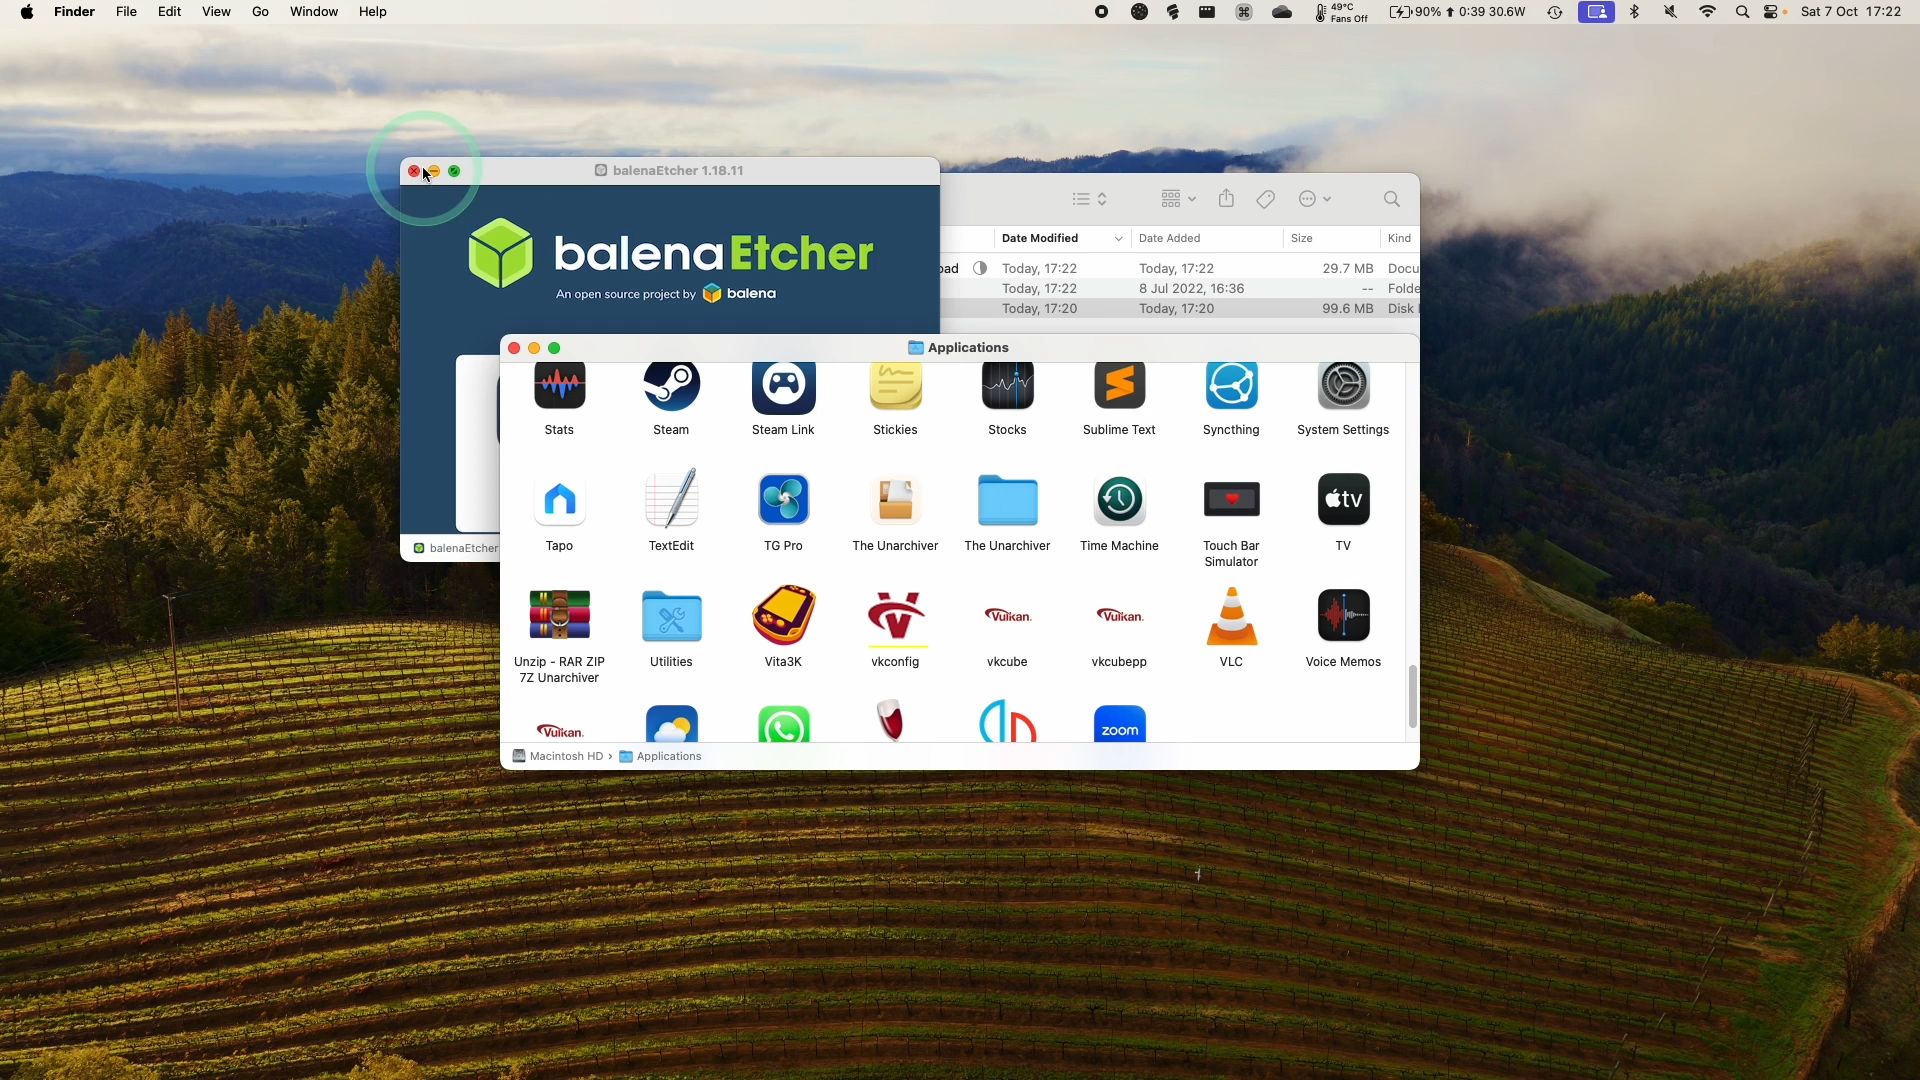 Finder File Edit View Go Window Help
49°C
Fans Off
90% 0:39 30.6W
Sat 7 Oct 17:22
balenaEtcher 1.18.11
balenaEtcher
An open source project by balena
Date Modified Date Added Size Kind
oad Today, 17:22 Today, 17:22 29.7 MB Docu
Today, 17:22 8 Jul 2022, 16:36 -- Folde
Today, 17:20 Today, 17:20 99.6 MB Disk
Applications
Stats Steam Steam Link Stickies Stocks Sublime Text Syncthing System Settings
tv
Tapo TextEdit TG Pro The Unarchiver The Unarchiver Time Machine Touch Bar TV
Simulator
balenaEtcher
Vulkan. Vulkan.
Unzip - RAR ZIP Utilities Vita3K vkconfig vkcube vkcubepp VLC Voice Memos
7Z Unarchiver
Vulkan. zoom
Macintosh HD › Applications